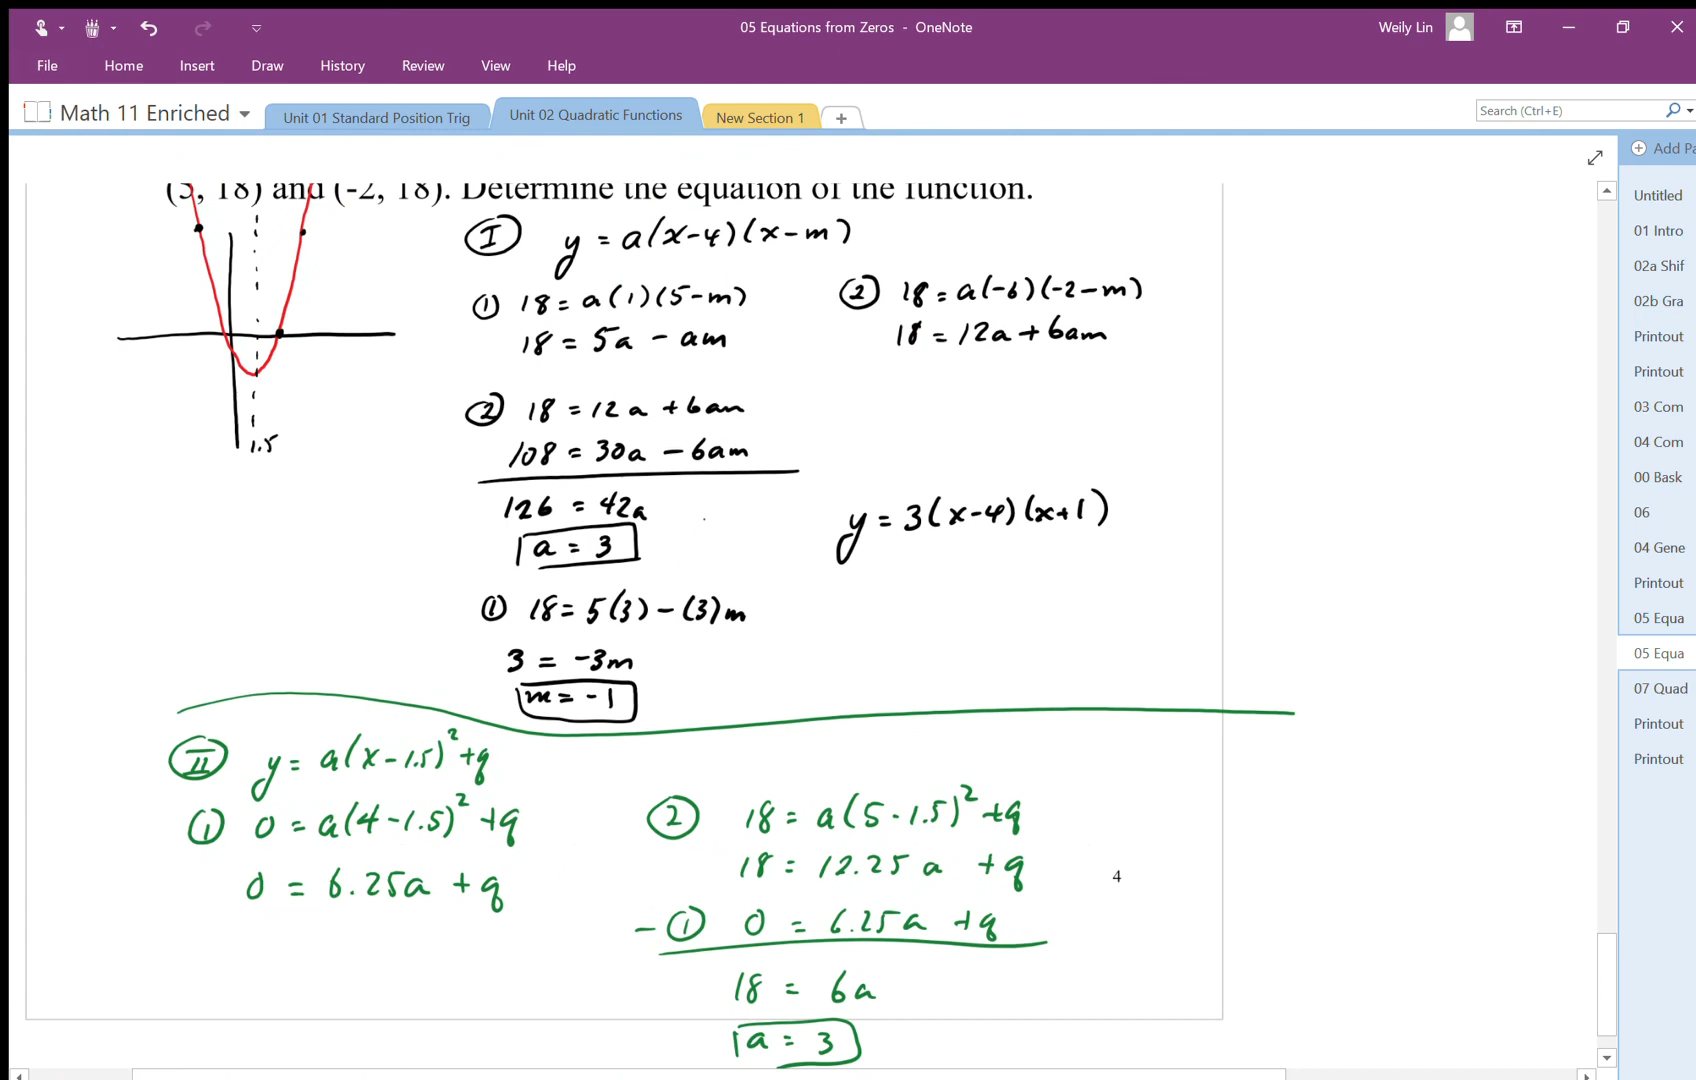 05 Equations from Zeros - OneNote
Weily Lin
File Home Insert Draw History Review View Help
Math 11 Enriched
Unit 01 Standard Position Trig
Unit 02 Quadratic Functions
New Section 1
Search (Ctrl+E)
(5, 18) and (-2, 18). Determine the equation of the function.
I y = a(x-4)(x-m)
① 18 = a(1)(5-m)
18 = 5a - am
② 18 = a(-6)(-2-m)
18 = 12a + 6am
1.5
② 18 = 12a + 6am
108 = 30a - 6am
126 = 42a
a = 3
y = 3(x-4)(x+1)
① 18 = 5(3) - (3)m
3 = -3m
m = -1
II y = a(x-1.5)² + q
① 0 = a(4-1.5)² + q
0 = 6.25a + q
② 18 = a(5-1.5)² + q
18 = 12.25a + q
- ① 0 = 6.25a + q
18 = 6a
a = 3
4
Add Pa
Untitled
01 Intro
02a Shif
02b Gra
Printout
Printout
03 Com
04 Com
00 Bask
06
04 Gene
Printout
05 Equa
05 Equa
07 Quad
Printout
Printout